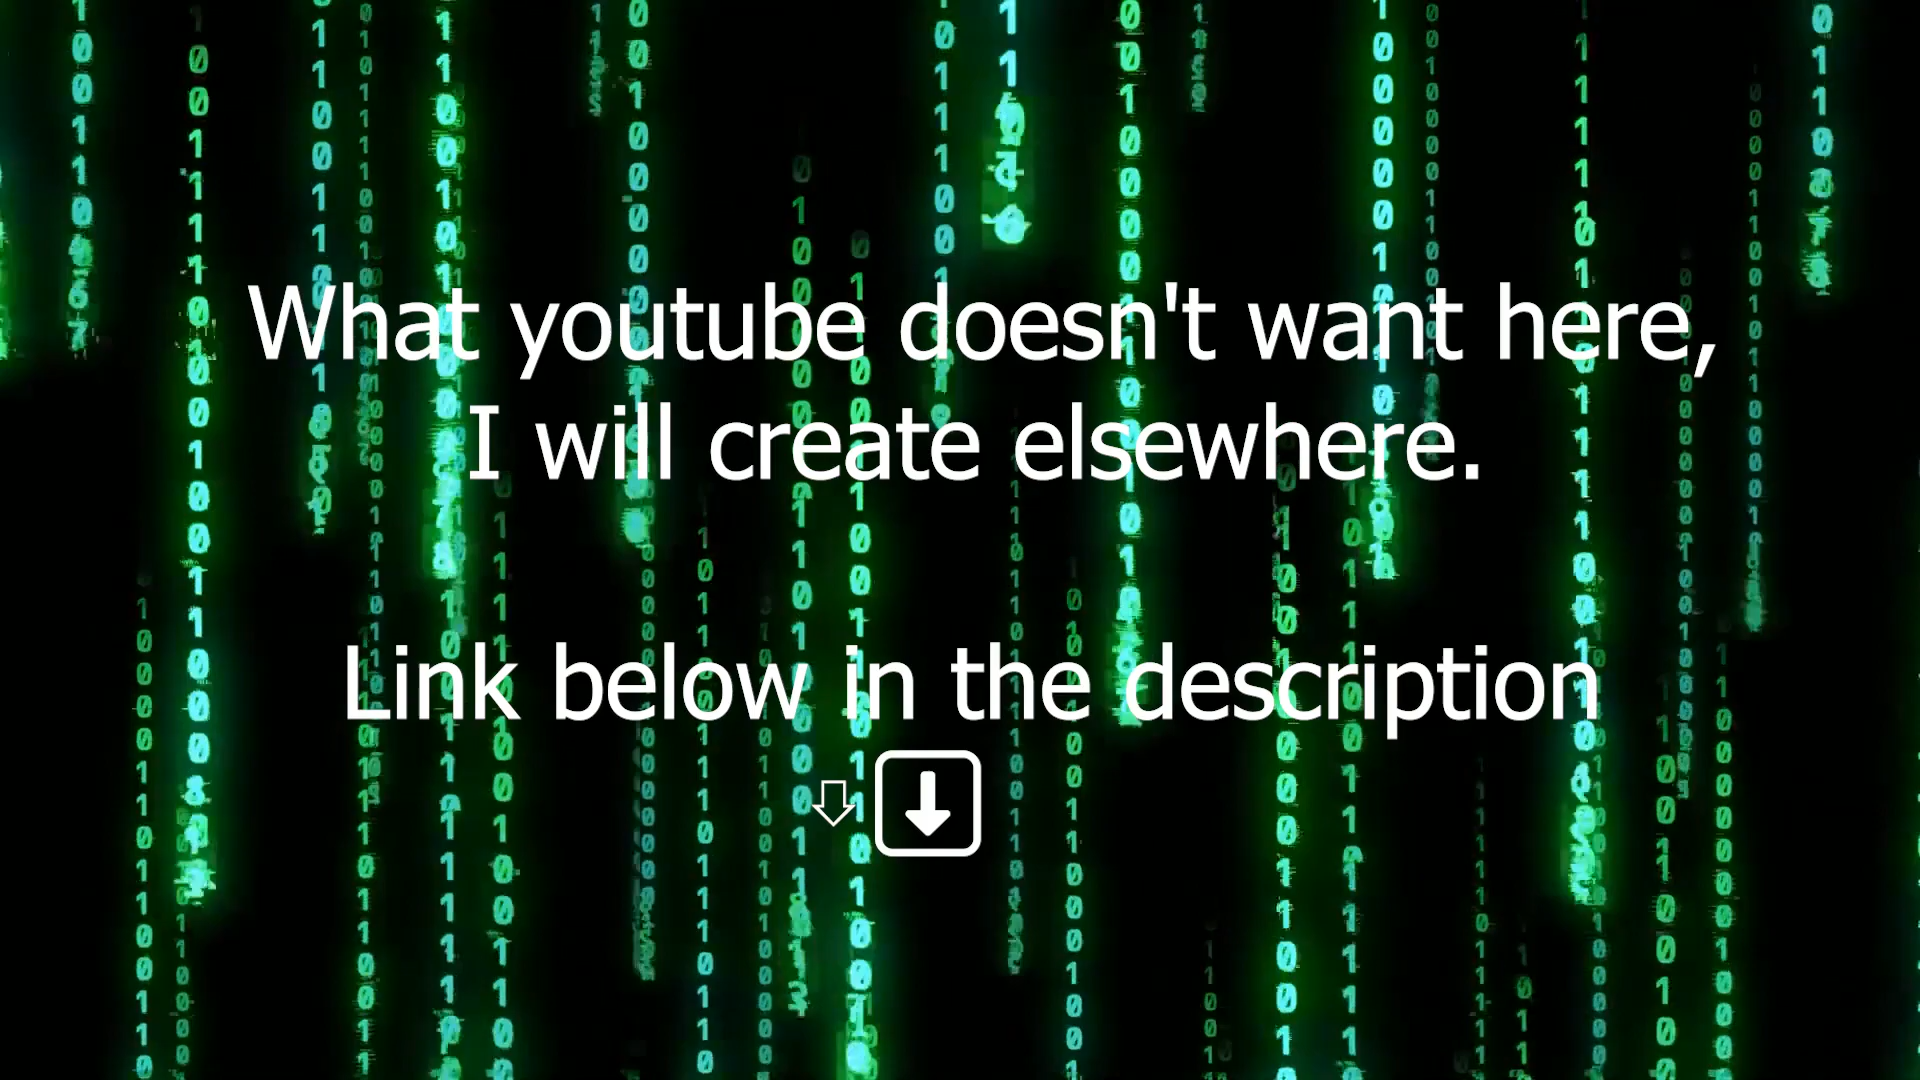 What youtube doesn't want here,
I will create elsewhere.
Link below in the description